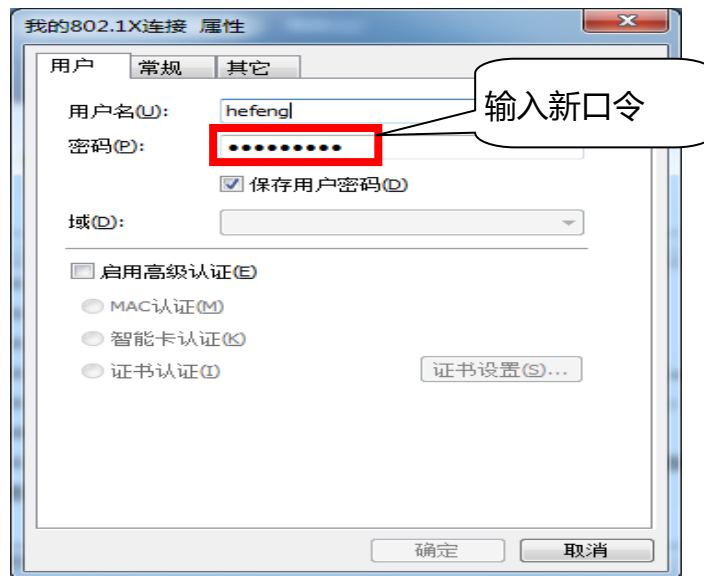 我的802.1X连接 属性
用户 常规 其它
输入新口令
用户名(U): hefeng
密码(P): ●●●●●●●●●
保存用户密码(D)
域(D):
启用高级认证(E)
MAC认证(M)
智能卡认证(K)
证书认证(I) 证书设置(S)...
确定 取消